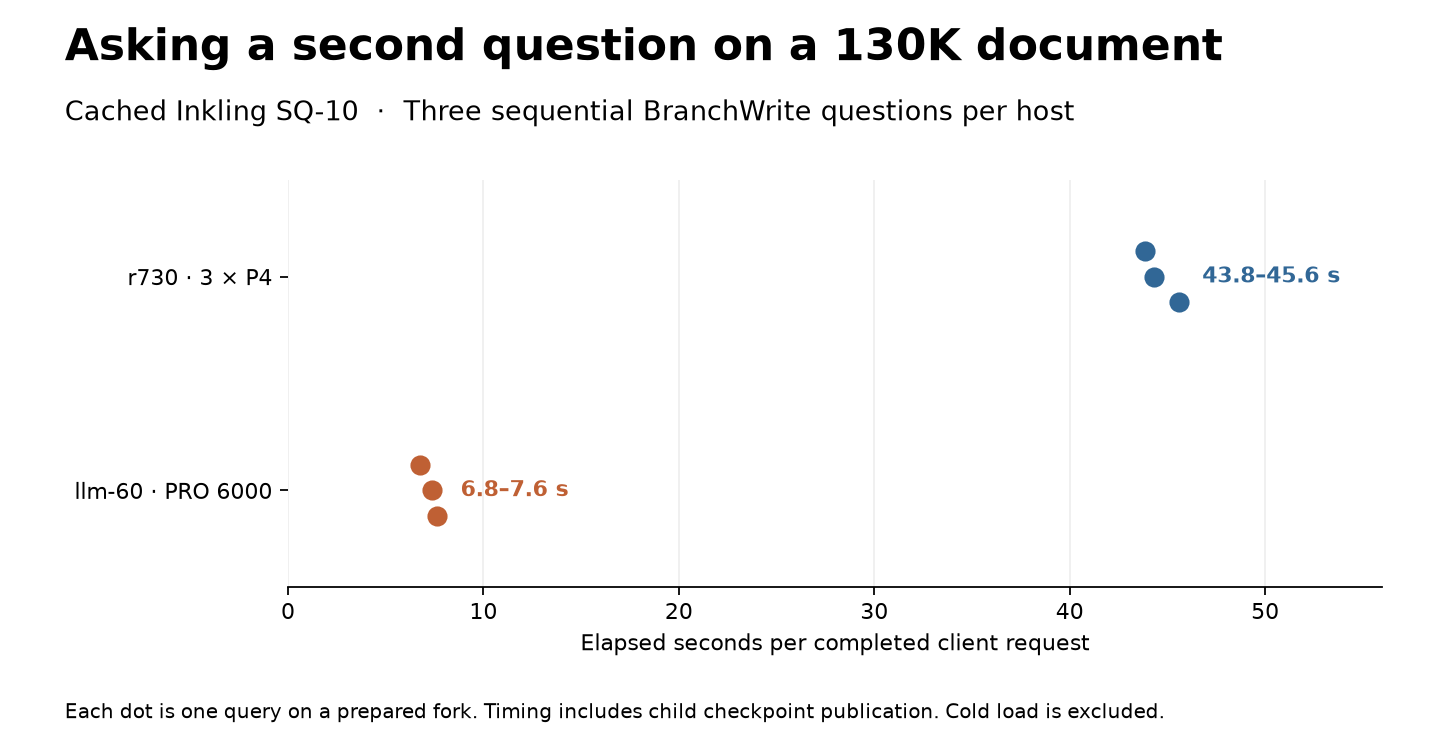 Asking a second question on a 130K document
Cached Inkling SQ-10 · Three sequential BranchWrite questions per host
r730 · 3 × P4
43.8–45.6 s
llm-60 · PRO 6000
6.8–7.6 s
0 10 20 30 40 50
Elapsed seconds per completed client request
Each dot is one query on a prepared fork. Timing includes child checkpoint publication. Cold load is excluded.